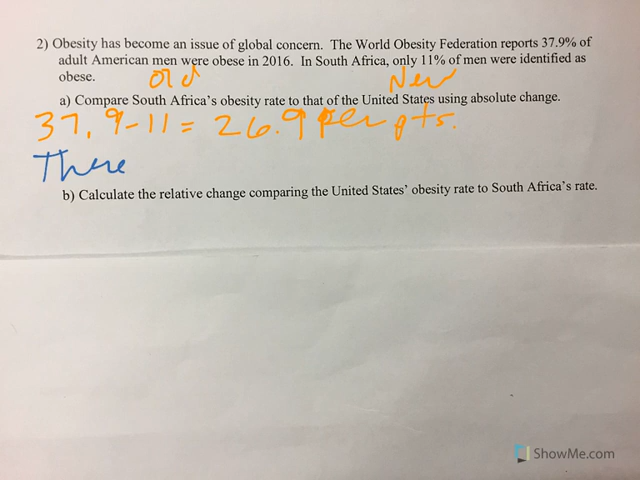 2) Obesity has become an issue of global concern. The World Obesity Federation reports 37.9% of
adult American men were obese in 2016. In South Africa, only 11% of men were identified as
obese.
Old New
a) Compare South Africa's obesity rate to that of the United States using absolute change.
37.9-11 = 26.9 per pts.
There
b) Calculate the relative change comparing the United States' obesity rate to South Africa's rate.
ShowMe.com